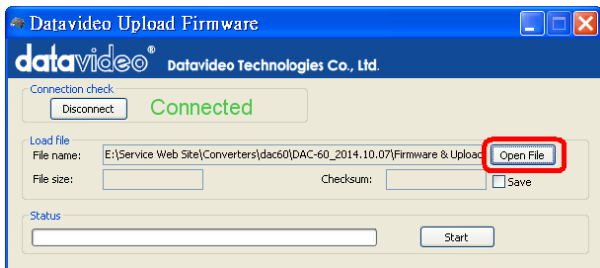 Datavideo Upload Firmware
datavideo® Datavideo Technologies Co., Ltd.
Connection check
Disconnect Connected
Load file
File name: E:\Service Web Site\Converters\dac60\DAC-60_2014.10.07\Firmware & Upload Open File
File size: Checksum: Save
Status
Start